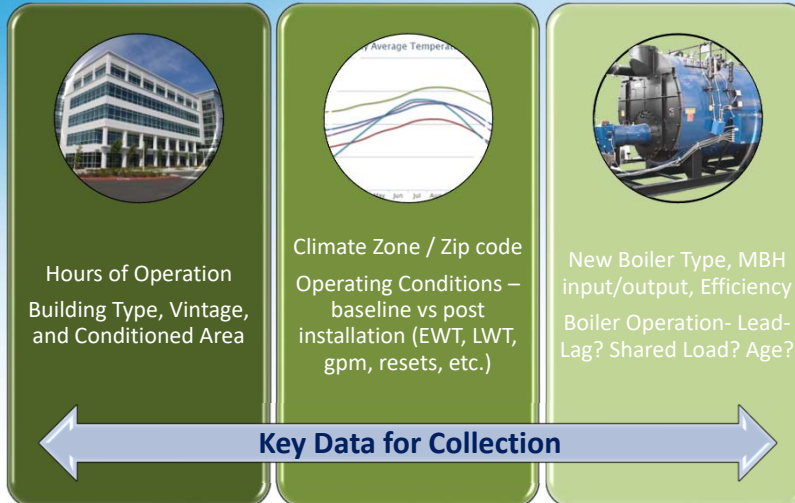 Average Temperat
Jun Jul
Hours of Operation
Building Type, Vintage,
and Conditioned Area
Climate Zone / Zip code
Operating Conditions –
baseline vs post
installation (EWT, LWT,
gpm, resets, etc.)
New Boiler Type, MBH
input/output, Efficiency
Boiler Operation- Lead-
Lag? Shared Load? Age?
Key Data for Collection